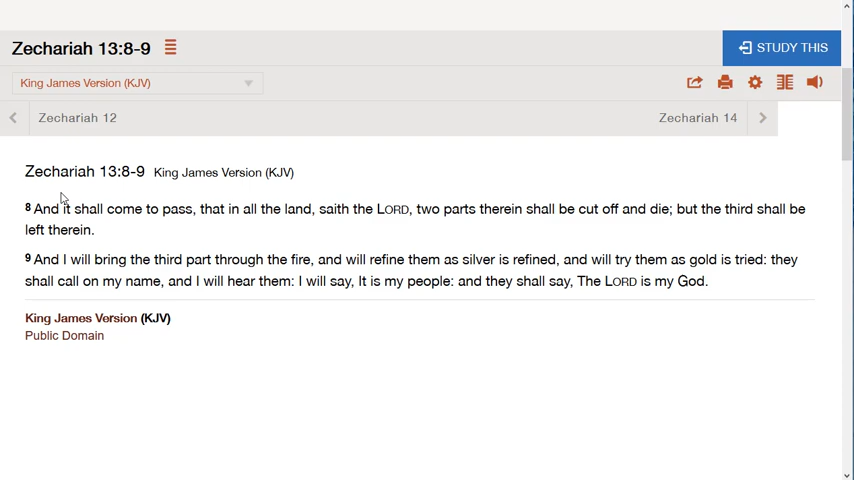 Zechariah 13:8-9
STUDY THIS
King James Version (KJV)
Zechariah 12
Zechariah 14
Zechariah 13:8-9 King James Version (KJV)
8 And it shall come to pass, that in all the land, saith the LORD, two parts therein shall be cut off and die; but the third shall be
left therein.
9 And I will bring the third part through the fire, and will refine them as silver is refined, and will try them as gold is tried: they
shall call on my name, and I will hear them: I will say, It is my people: and they shall say, The LORD is my God.
King James Version (KJV)
Public Domain